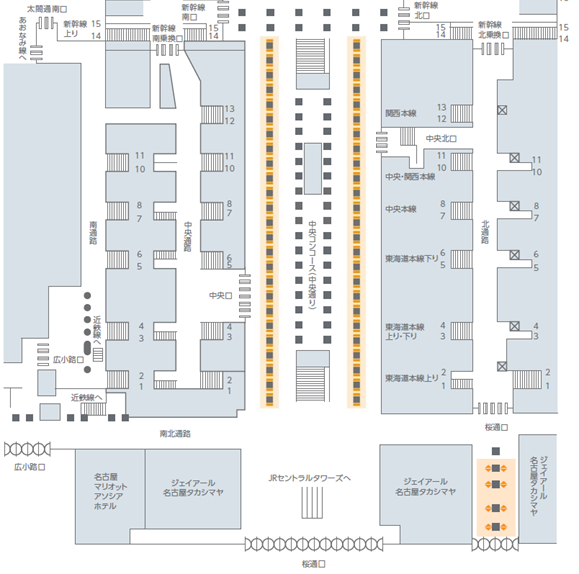 太閤通南口
あおなみ線へ
新幹線
上り
15
14
新幹線
南乗換口
新幹線
南口
15
14
新幹線
北口
15
14
新幹線
北乗換口
15
14
13
12
関西本線
13
12
中央北口
11
10
11
10
11
10
中央・関西本線
11
10
南通路
8
7
中央通路
8
7
中央コンコース(中央通り)
中央本線
8
7
北通路
8
7
6
5
6
5
東海道本線下り
6
5
6
5
中央口
近鉄線へ
4
3
4
3
東海道本線
上り・下り
4
3
4
3
広小路口
2
1
2
1
東海道本線上り
2
1
2
1
近鉄線へ
南北通路
桜通口
広小路口
名古屋
マリオット
アソシア
ホテル
ジェイアール
名古屋タカシマヤ
JRセントラルタワーズへ
ジェイアール
名古屋タカシマヤ
ジェイアール
名古屋タカシマヤ
桜通口